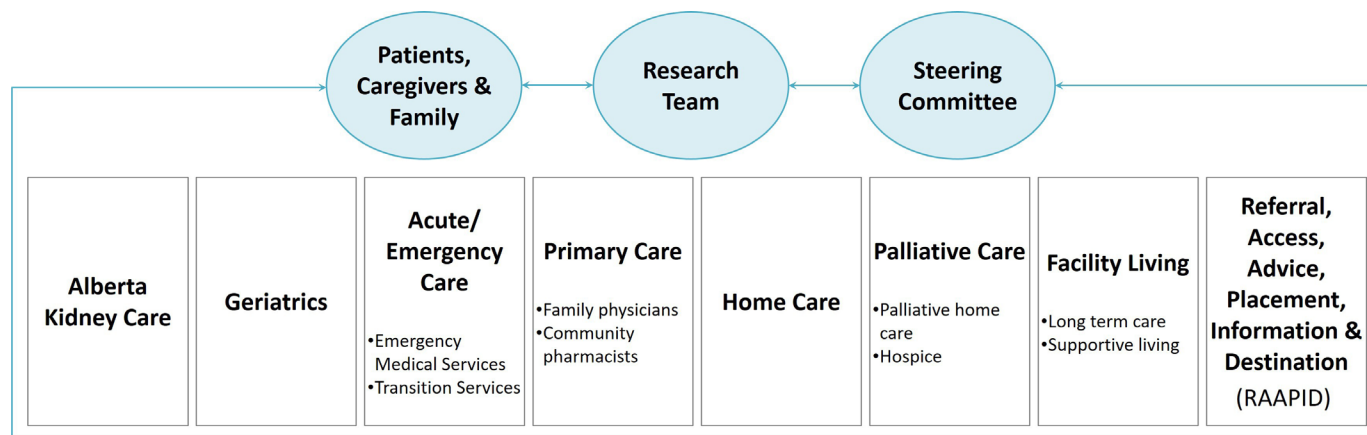 Patients,
Caregivers &
Family
Research
Team
Steering
Committee
Alberta
Kidney Care
Geriatrics
Acute/
Emergency
Care
•Emergency
Medical Services
•Transition Services
Primary Care
•Family physicians
•Community
pharmacists
Home Care
Palliative Care
•Palliative home
care
•Hospice
Facility Living
•Long term care
•Supportive living
Referral,
Access,
Advice,
Placement,
Information &
Destination
(RAAPID)